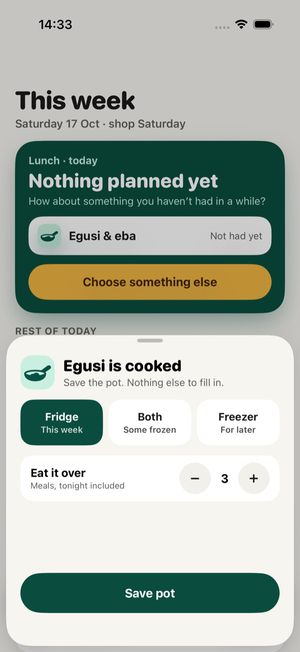 14:33
This week
Saturday 17 Oct · shop Saturday
Lunch · today
Nothing planned yet
How about something you haven’t had in a while?
Egusi & eba
Not had yet
Choose something else
REST OF TODAY
Egusi is cooked
Save the pot. Nothing else to fill in.
Fridge
This week
Both
Some frozen
Freezer
For later
Eat it over
Meals, tonight included
− 3 +
Save pot